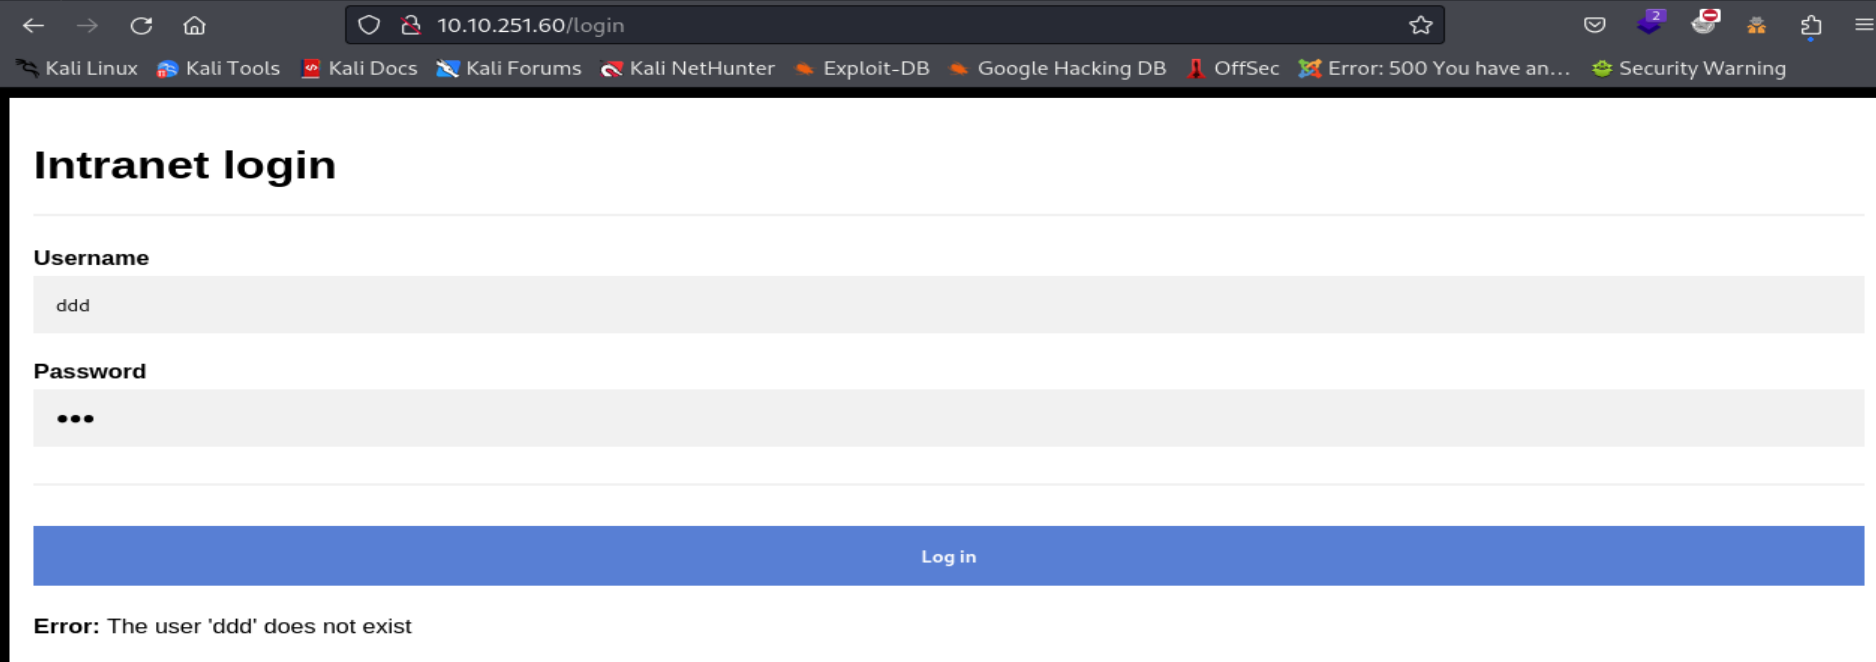 10.10.251.60/login
2
Kali Linux Kali Tools Kali Docs Kali Forums Kali NetHunter Exploit-DB Google Hacking DB OffSec Error: 500 You have an... Security Warning
Intranet login
Username
ddd
Password
•••
Log in
Error: The user 'ddd' does not exist